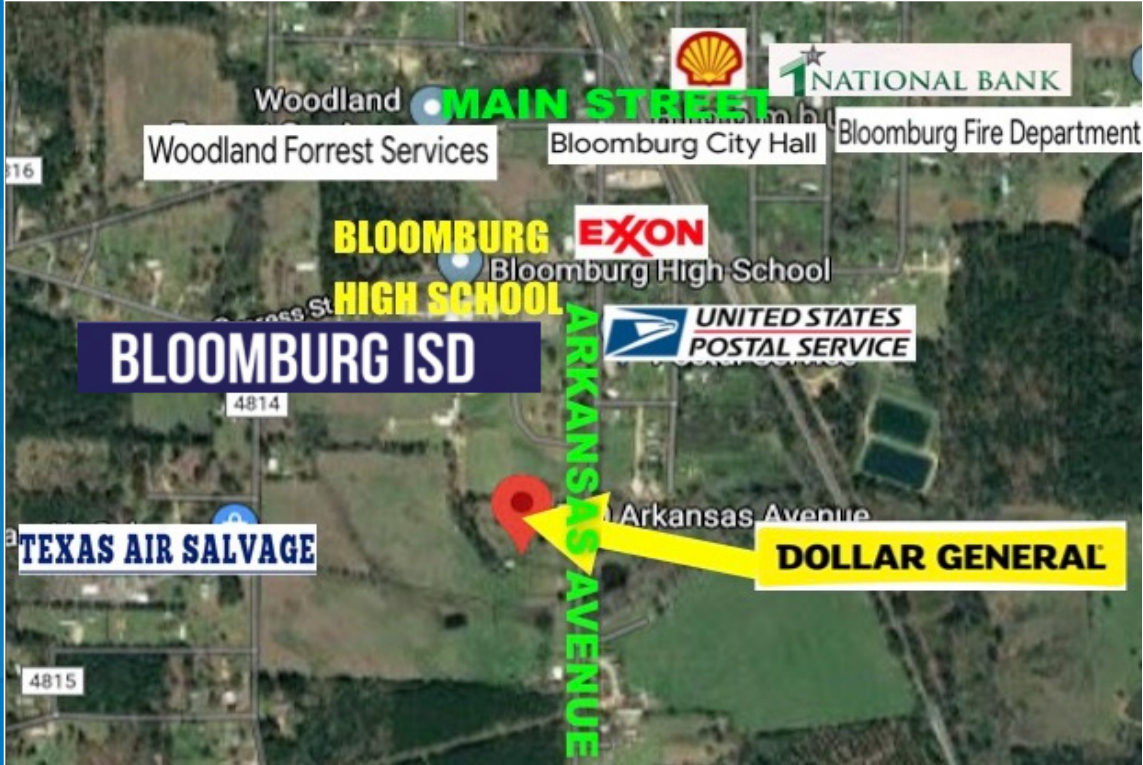 Woodland
MAIN STREET
1 NATIONAL BANK
Woodland Forrest Services
Bloomburg City Hall
Bloomburg Fire Department
316
BLOOMBURG
HIGH SCHOOL
EXXON
Bloomburg High School
UNITED STATES
POSTAL SERVICE
BLOOMBURG ISD
4814
ARKANSAS AVENUE
Arkansas Avenue
TEXAS AIR SALVAGE
DOLLAR GENERAL
4815